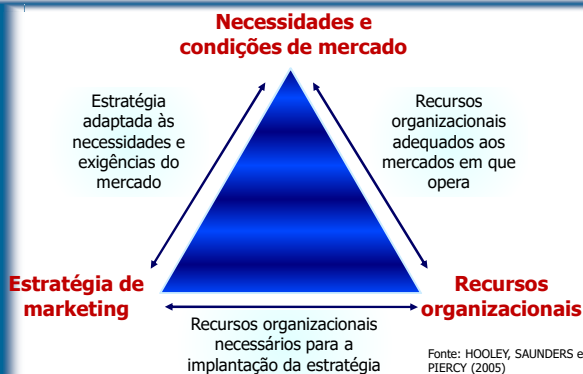 Necessidades e
condições de mercado
Estratégia
adaptada às
necessidades e
exigências do
mercado
Recursos
organizacionais
adequados aos
mercados em que
opera
Estratégia de
marketing
Recursos
organizacionais
Recursos organizacionais
necessários para a
implantação da estratégia
Fonte: HOOLEY, SAUNDERS e
PIERCY (2005)